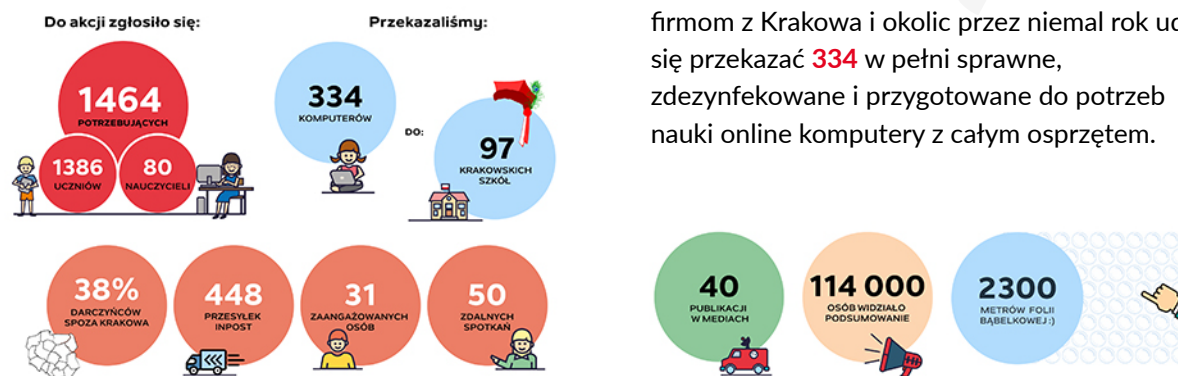 Do akcji zgłosiło się:
1464
POTRZEBUJĄCYCH
1386
UCZNIÓW
80
NAUCZYCIELI
Przekazaliśmy:
334
KOMPUTERÓW
DO:
97
KRAKOWSKICH
SZKÓŁ
38%
DARCZYŃCÓW
SPOZA KRAKOWA
448
PRZESYŁEK
INPOST
31
ZAANGAŻOWANYCH
OSÓB
50
ZDALNYCH
SPOTKAŃ
firmom z Krakowa i okolic przez niemal rok
się przekazać 334 w pełni sprawne,
zdezynfekowane i przygotowane do potrzeb
nauki online komputery z całym osprzętem.
40
PUBLIKACJI
W MEDIACH
114 000
OSÓB WIDZIAŁO
PODSUMOWANIE
2300
METRÓW FOLII
BĄBELKOWEJ :)